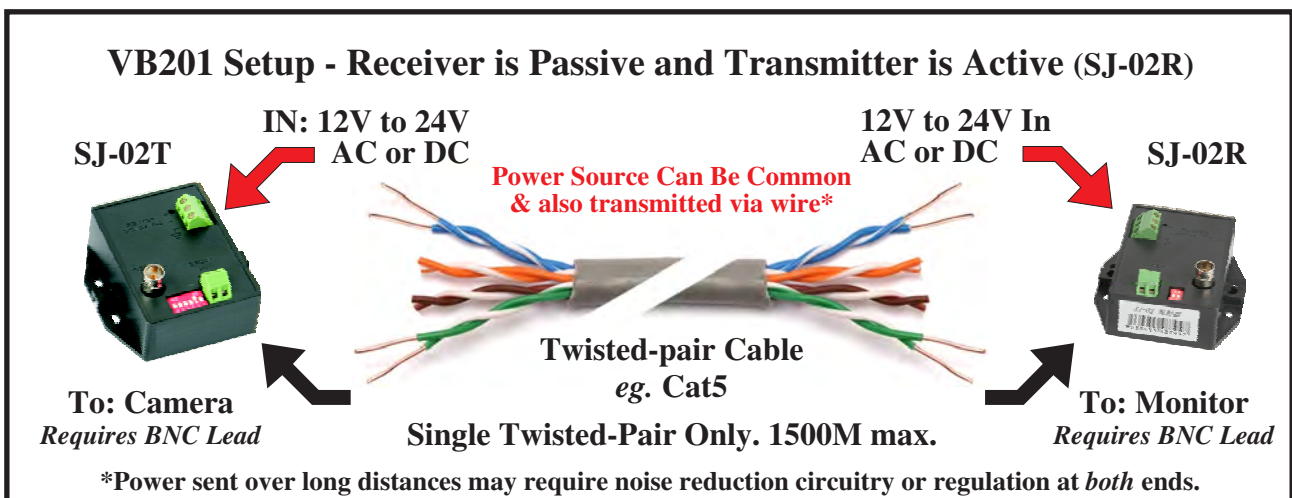 VB201 Setup - Receiver is Passive and Transmitter is Active (SJ-02R)
IN: 12V to 24V
AC or DC
SJ-02T
12V to 24V In
AC or DC
SJ-02R
Power Source Can Be Common
& also transmitted via wire*
Twisted-pair Cable
eg. Cat5
To: Camera
Requires BNC Lead
To: Monitor
Requires BNC Lead
Single Twisted-Pair Only. 1500M max.
*Power sent over long distances may require noise reduction circuitry or regulation at both ends.